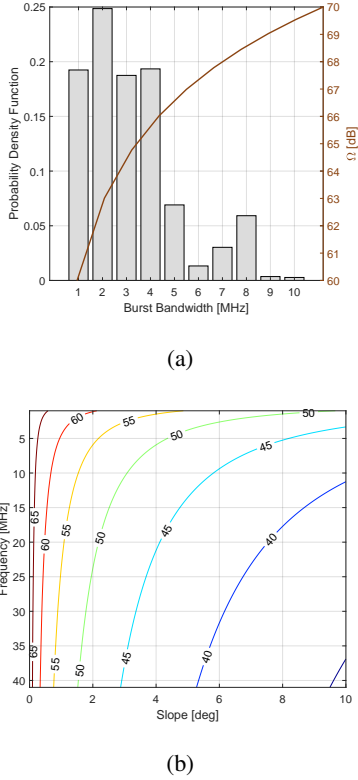 0.25
0.2
0.15
0.1
0.05
0
Probability Density Function
70
69
68
67
66
65
64
63
62
61
60
Ω [dB]
1 2 3 4 5 6 7 8 9 10
Burst Bandwidth [MHz]
(a)
5
10
15
20
25
30
35
40
Frequency [MHz]
60 55 50 50
65 60 55 50 45 45 40
65 60 55 50 45 40
0 2 4 6 8 10
Slope [deg]
(b)